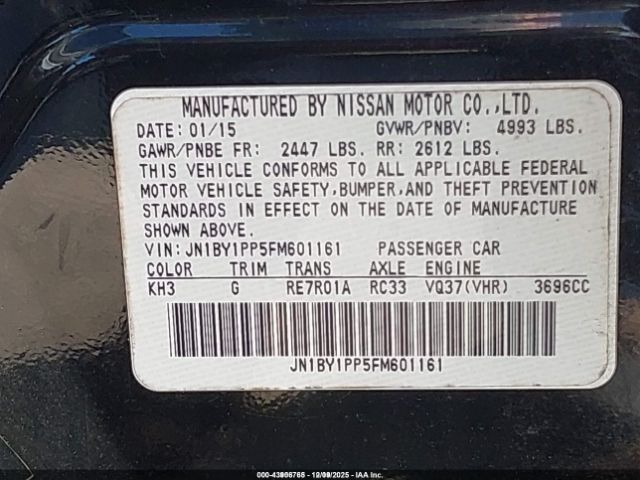 MANUFACTURED BY NISSAN MOTOR CO.,LTD.
DATE: 01/15 GVWR/PNBV: 4993 LBS.
GAWR/PNBE FR: 2447 LBS. RR: 2612 LBS.
THIS VEHICLE CONFORMS TO ALL APPLICABLE FEDERAL
MOTOR VEHICLE SAFETY,BUMPER,AND THEFT PREVENTION
STANDARDS IN EFFECT ON THE DATE OF MANUFACTURE
SHOWN ABOVE.
VIN:JN1BY1PP5FM601161 PASSENGER CAR
COLOR TRIM TRANS AXLE ENGINE
KH3 G RE7R01A RC33 VQ37(VHR) 3696CC
JN1BY1PP5FM601161
000-43966765 - 12/09/2025 - IAA Inc.